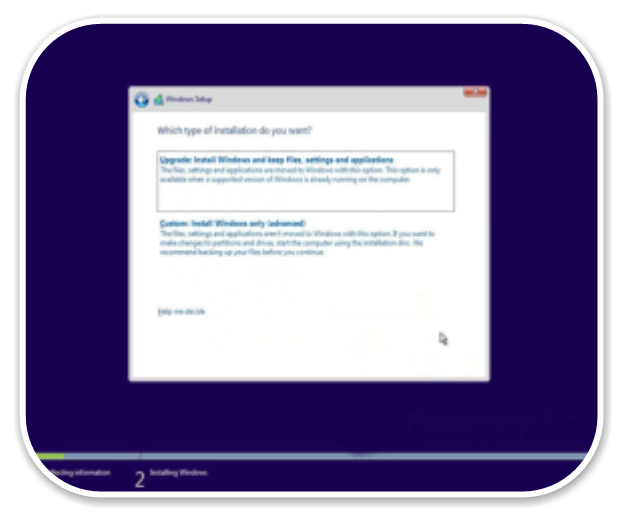 Windows Setup
Which type of installation do you want?
Upgrade: Install Windows and keep files, settings and applications
The files, settings and applications are moved to Windows with this option. This option is only
available when a supported version of Windows is already running on the computer.
Custom: Install Windows only (advanced)
The files, settings and applications aren't moved to Windows with this option. If you want to
make changes to partitions and drives, start the computer using the installation disc. We
recommend backing up your files before you continue.
Help me decide
ecting information
2 Installing Windows